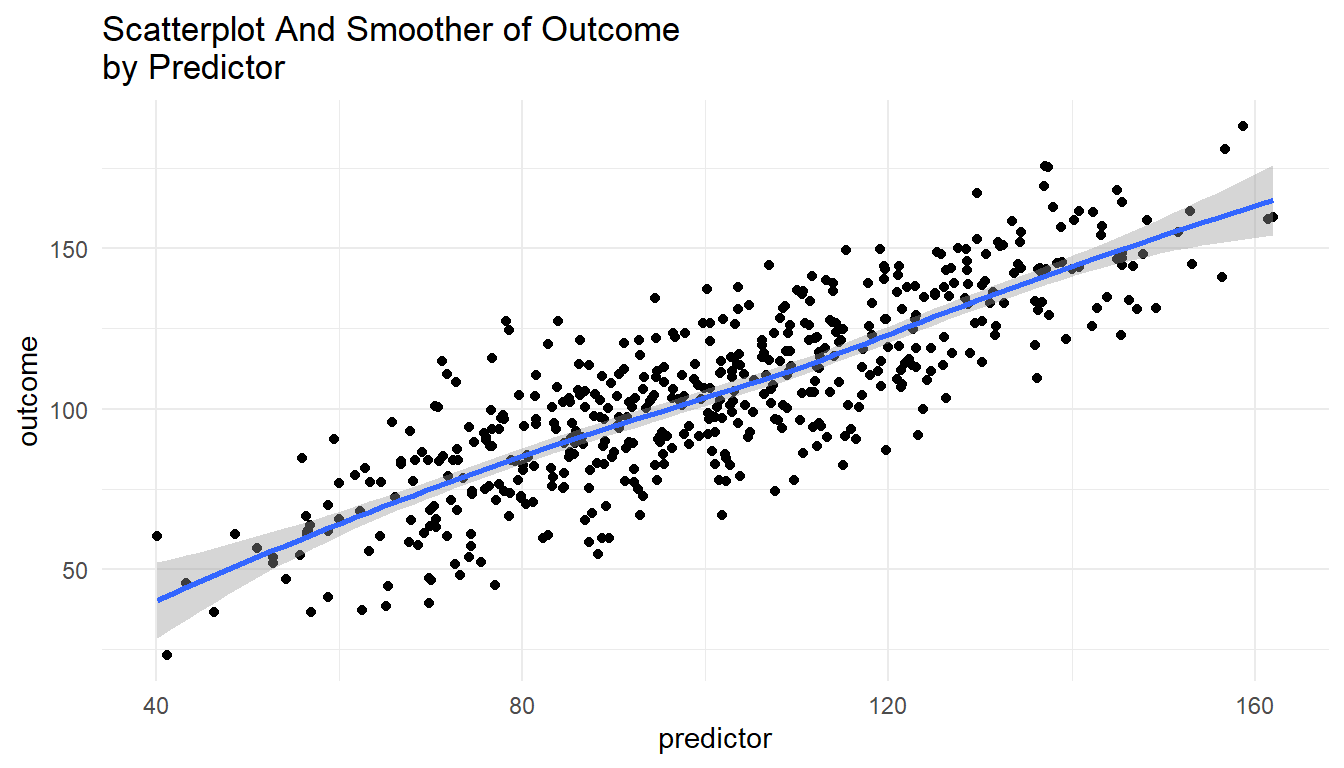 Scatterplot And Smoother of Outcome
by Predictor
150
100
50
outcome
40 80 120 160
predictor